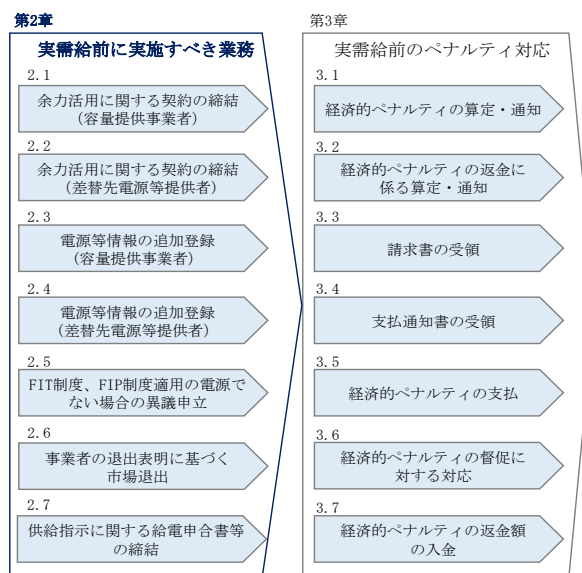 第2章
実需給前に実施すべき業務
2.1
余力活用に関する契約の締結
(容量提供事業者)
2.2
余力活用に関する契約の締結
(差替先電源等提供者)
2.3
電源等情報の追加登録
(容量提供事業者)
2.4
電源等情報の追加登録
(差替先電源等提供者)
2.5
FIT制度、FIP制度適用の電源で
ない場合の異議申立
2.6
事業者の退出表明に基づく
市場退出
2.7
供給指示に関する給電申合書等
の締結
第3章
実需給前のペナルティ対応
3.1
経済的ペナルティの算定・通知
3.2
経済的ペナルティの返金に
係る算定・通知
3.3
請求書の受領
3.4
支払通知書の受領
3.5
経済的ペナルティの支払
3.6
経済的ペナルティの督促に
対する対応
3.7
経済的ペナルティの返金額
の入金